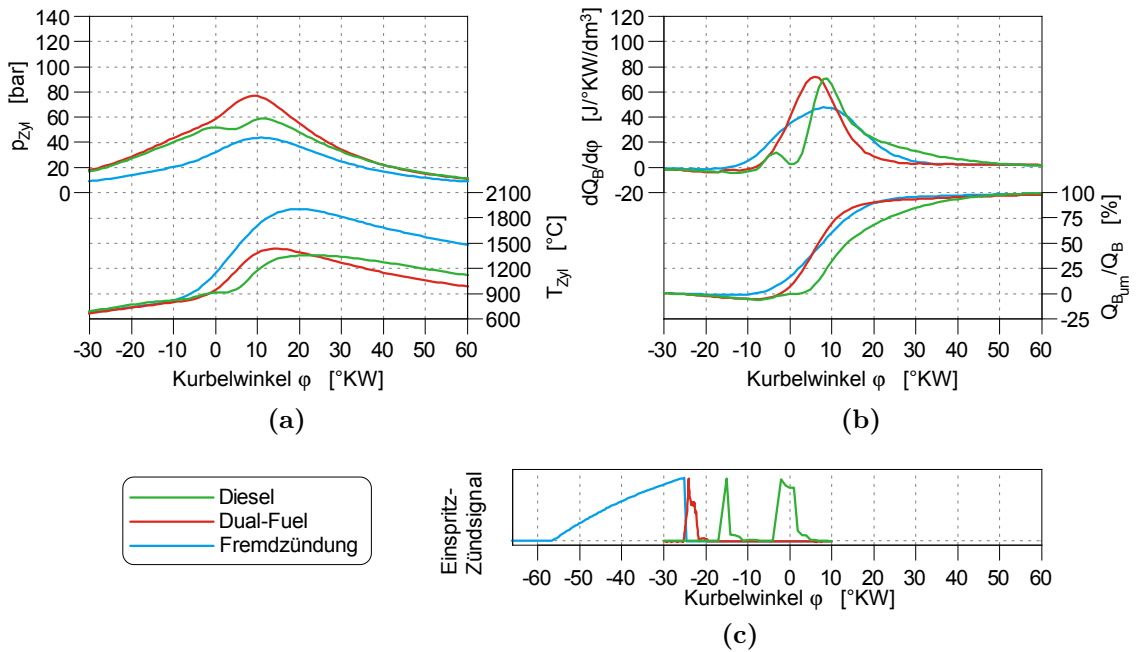 140
120
100
80
60
40
20
0
p_Zyl [bar]
2100
1800
1500
1200
900
600
T_Zyl [°C]
-30 -20 -10 0 10 20 30 40 50 60
Kurbelwinkel φ [°KW]
(a)
120
100
80
60
40
20
0
-20
dQ_B/dφ [J/°KW/dm³]
100
75
50
25
0
-25
Q_B_um/Q_B [%]
-30 -20 -10 0 10 20 30 40 50 60
Kurbelwinkel φ [°KW]
(b)
Diesel
Dual-Fuel
Fremdzündung
Einspritz-
Zündsignal
-60 -50 -40 -30 -20 -10 0 10 20 30 40 50 60
Kurbelwinkel φ [°KW]
(c)